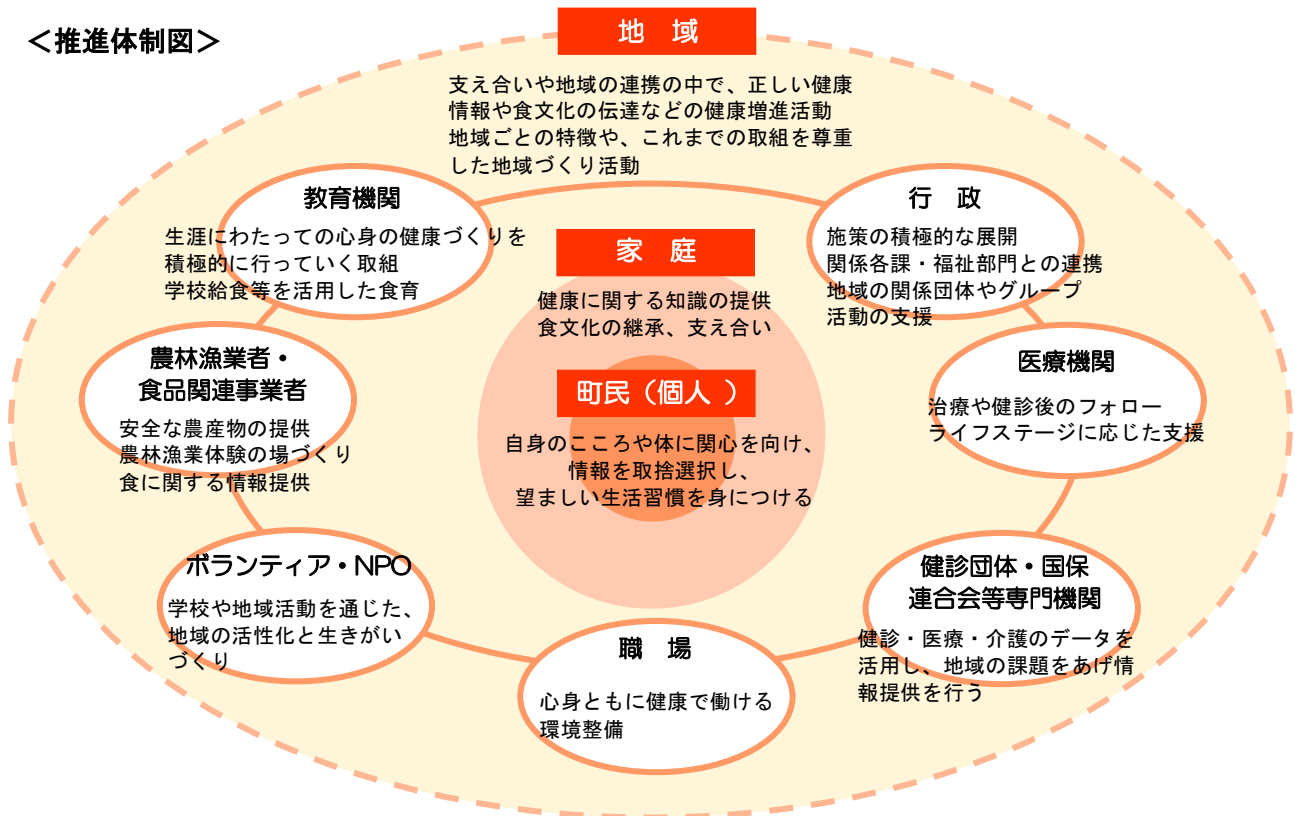 ＜推進体制図＞
地　域
支え合いや地域の連携の中で、正しい健康
情報や食文化の伝達などの健康増進活動
地域ごとの特徴や、これまでの取組を尊重
した地域づくり活動
教育機関
生涯にわたっての心身の健康づくりを
積極的に行っていく取組
学校給食等を活用した食育
行　政
施策の積極的な展開
関係各課・福祉部門との連携
地域の関係団体やグループ
活動の支援
家　庭
健康に関する知識の提供
食文化の継承、支え合い
農林漁業者・
食品関連事業者
安全な農産物の提供
農林漁業体験の場づくり
食に関する情報提供
医療機関
治療や健診後のフォロー
ライフステージに応じた支援
町民（個人 ）
自身のこころや体に関心を向け、
情報を取捨選択し、
望ましい生活習慣を身につける
ボランティア・NPO
学校や地域活動を通じた、
地域の活性化と生きがい
づくり
職　場
心身ともに健康で働ける
環境整備
健診団体・国保
連合会等専門機関
健診・医療・介護のデータを
活用し、地域の課題をあげ情
報提供を行う